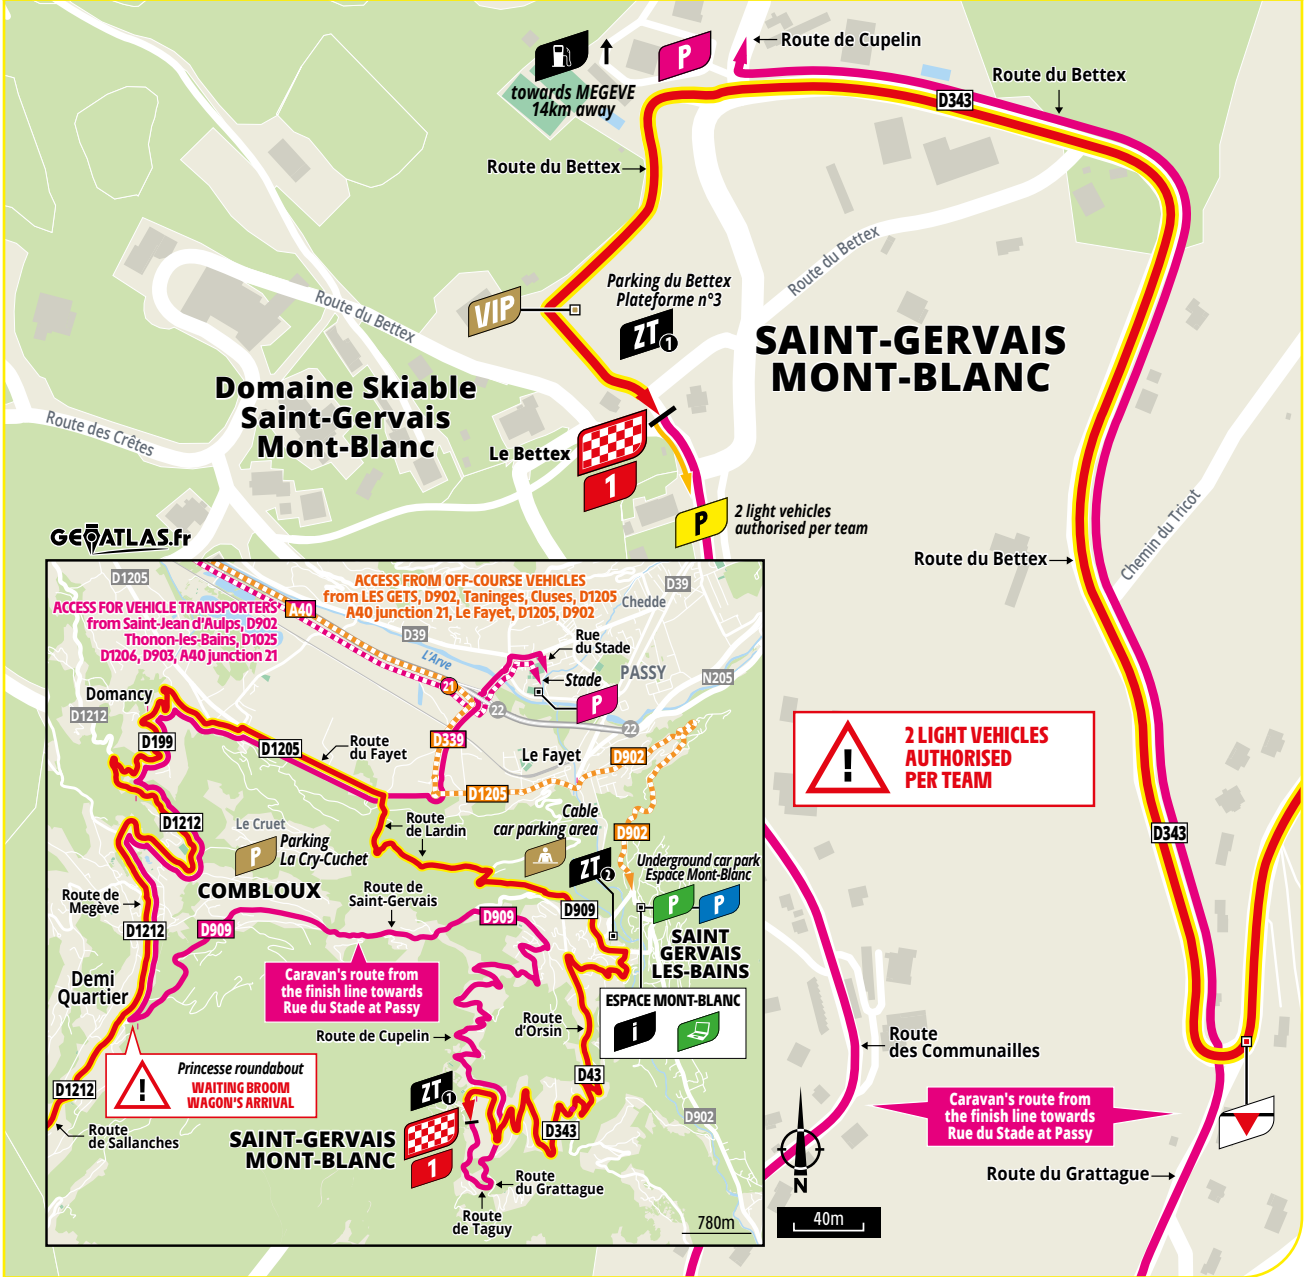 Route de Cupelin
P
towards MEGEVE
14km away
Route du Bettex
D343
Route du Bettex
Parking du Bettex
Plateforme n°3
VIP
ZT 1
Route du Bettex
Route du Bettex
SAINT-GERVAIS
MONT-BLANC
Domaine Skiable
Saint-Gervais
Mont-Blanc
Route des Crêtes
Le Bettex
1
P
2 light vehicles
authorised per team
Chemin du Tricot
Route du Bettex
GEOATLAS.fr
D1205
ACCESS FROM OFF-COURSE VEHICLES
from LES GETS, D902, Taninges, Cluses, D1205
A40 junction 21, Le Fayet, D1205, D902
D39
Chedde
ACCESS FOR VEHICLE TRANSPORTERS
from Saint-Jean d'Aulps, D902
Thonon-les-Bains, D1025
D1206, D903, A40 junction 21
A40
D39
L'Arve
Rue
du Stade
PASSY
N205
Stade
P
21
22
22
Domancy
D1212
D199
D1205
Route
du Fayet
D339
Le Fayet
D902
D1205
Cable
car parking area
Route
de Lardin
D902
D1212
Le Cruet
P
Parking
La Cry-Cuchet
ZT 2
Underground car park
Espace Mont-Blanc
P
P
COMBLOUX
Route de
Saint-Gervais
Route de
Megève
D909
D909
D909
D1212
SAINT
GERVAIS
LES-BAINS
Demi
Quartier
Caravan's route from
the finish line towards
Rue du Stade at Passy
ESPACE MONT-BLANC
i
Route
d'Orsin
Route de Cupelin
Princesse roundabout
WAITING BROOM
WAGON'S ARRIVAL
!
D1212
Route
de Sallanches
ZT 1
D43
D902
D343
SAINT-GERVAIS
MONT-BLANC
1
Route
du Grattague
Route
de Taguy
780m
!
2 LIGHT VEHICLES
AUTHORISED
PER TEAM
D343
Route
des Communailles
Caravan's route from
the finish line towards
Rue du Stade at Passy
Route du Grattague
N
40m